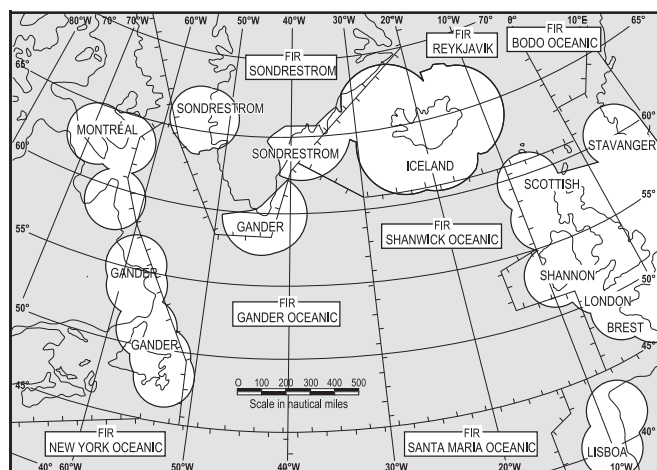 80°W 70°W 60°W 50°W 40°W 30°W 20°W 10°W 70° 0° 10°E 20°E 65°
FIR
SONDRESTROM
FIR
REYKJAVÍK
FIR
BODO OCEANIC
65°
60°
SONDRESTROM
MONTRÉAL
STAVANGER
60°
SONDRESTROM
ICELAND
SCOTTISH
55°
GANDER
FIR
SHANWICK OCEANIC
55°
GANDER
SHANNON
50°
50°
FIR
GANDER OCEANIC
LONDON
BREST
GANDER
45°
45°
0 100 200 300 400 500
Scale in nautical miles
FIR
NEW YORK OCEANIC
FIR
SANTA MARIA OCEANIC
40°
LISBOA
40° 60°W 50°W 40°W 30°W 20°W 10°W